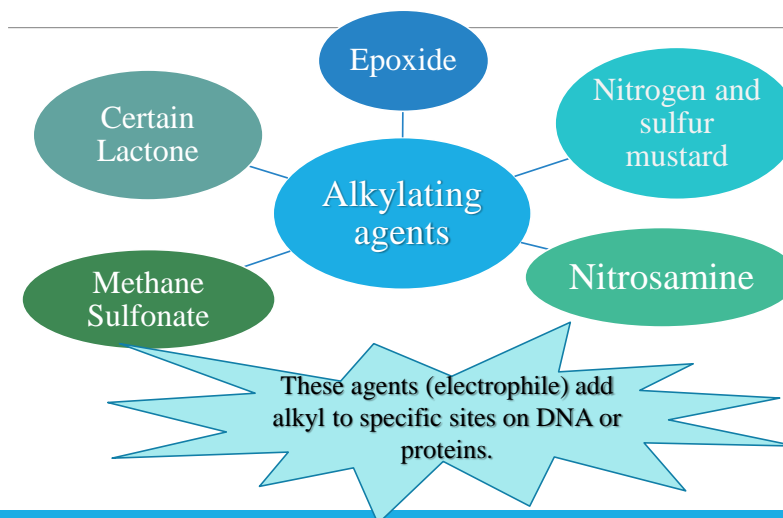 Epoxide
Certain
Lactone
Nitrogen and
sulfur
mustard
Alkylating
agents
Methane
Sulfonate
Nitrosamine
These agents (electrophile) add
alkyl to specific sites on DNA or
proteins.